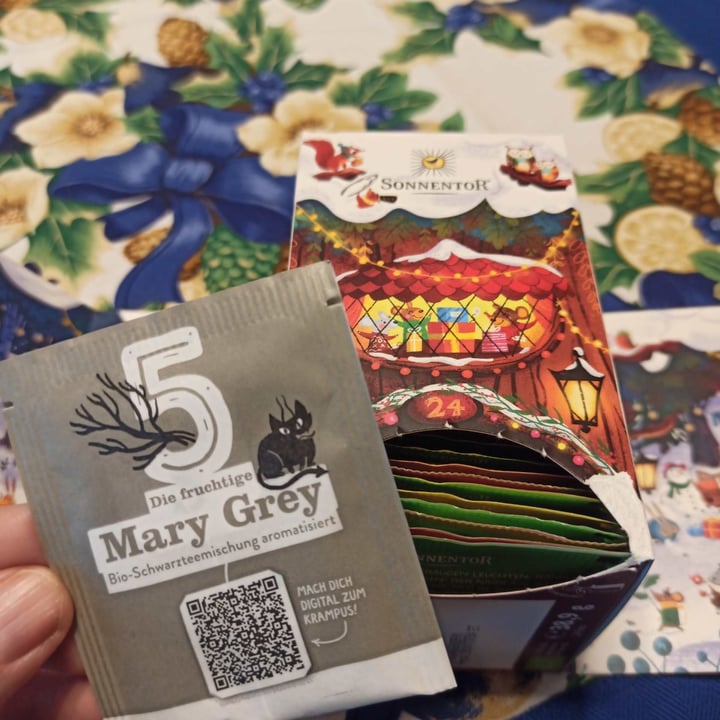 SONNENTOR
24
5
Die fruchtige
Mary Grey
Bio-Schwarzteemischung aromatisiert
MACH DICH
DIGITAL ZUM
KRAMPUS!
SONNENTOR